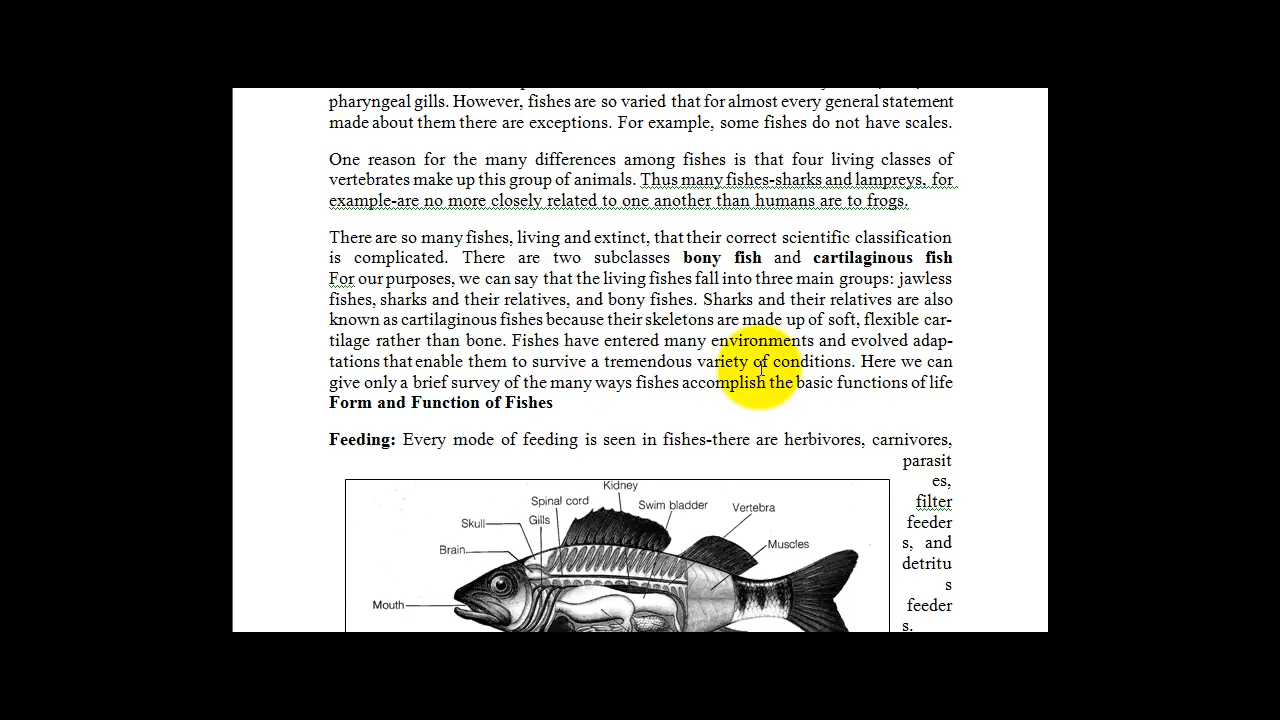 pharyngeal gills. However, fishes are so varied that for almost every general statement
made about them there are exceptions. For example, some fishes do not have scales.
One reason for the many differences among fishes is that four living classes of
vertebrates make up this group of animals. Thus many fishes-sharks and lampreys, for
example-are no more closely related to one another than humans are to frogs.
There are so many fishes, living and extinct, that their correct scientific classification
is complicated. There are two subclasses bony fish and cartilaginous fish
For our purposes, we can say that the living fishes fall into three main groups: jawless
fishes, sharks and their relatives, and bony fishes. Sharks and their relatives are also
known as cartilaginous fishes because their skeletons are made up of soft, flexible car-
tilage rather than bone. Fishes have entered many environments and evolved adap-
tations that enable them to survive a tremendous variety of conditions. Here we can
give only a brief survey of the many ways fishes accomplish the basic functions of life
Form and Function of Fishes
Feeding: Every mode of feeding is seen in fishes-there are herbivores, carnivores,
parasit
es,
filter
feeder
s, and
detritu
s
feeder
s.
Kidney
Spinal cord
Swim bladder
Vertebra
Skull
Gills
Muscles
Brain
Mouth